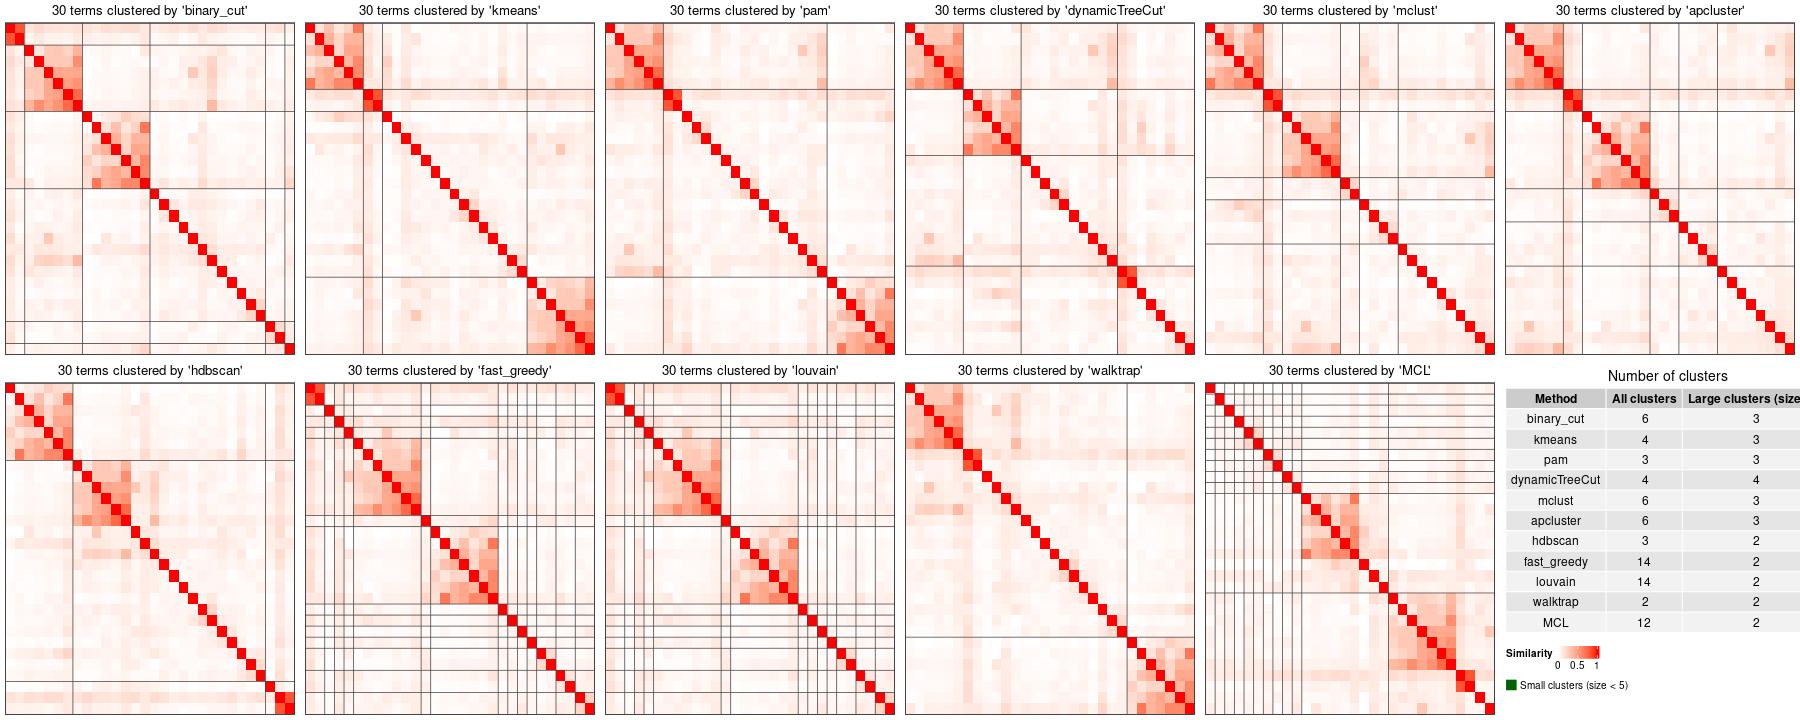 30 terms clustered by 'binary_cut'
30 terms clustered by 'kmeans'
30 terms clustered by 'pam'
30 terms clustered by 'dynamicTreeCut'
30 terms clustered by 'mclust'
30 terms clustered by 'apcluster'
30 terms clustered by 'hdbscan'
30 terms clustered by 'fast_greedy'
30 terms clustered by 'louvain'
30 terms clustered by 'walktrap'
30 terms clustered by 'MCL'
Number of clusters
Method All clusters Large clusters (size
binary_cut 6 3
kmeans 4 3
pam 3 3
dynamicTreeCut 4 4
mclust 6 3
apcluster 6 3
hdbscan 3 2
fast_greedy 14 2
louvain 14 2
walktrap 2 2
MCL 12 2
Similarity
0 0.5 1
Small clusters (size < 5)